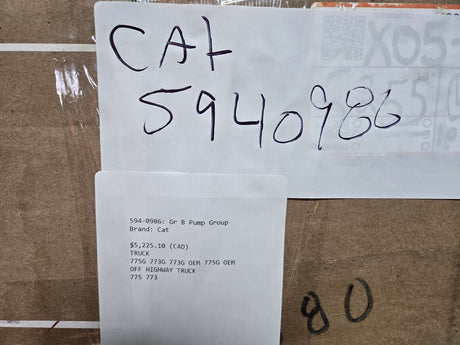 CAt
5940986
X05-
594-0986: Gr B Pump Group
Brand: Cat
$5,225.10 (CAD)
TRUCK
775G 773G 773G OEM 775G OEM
OFF HIGHWAY TRUCK
775 773
80